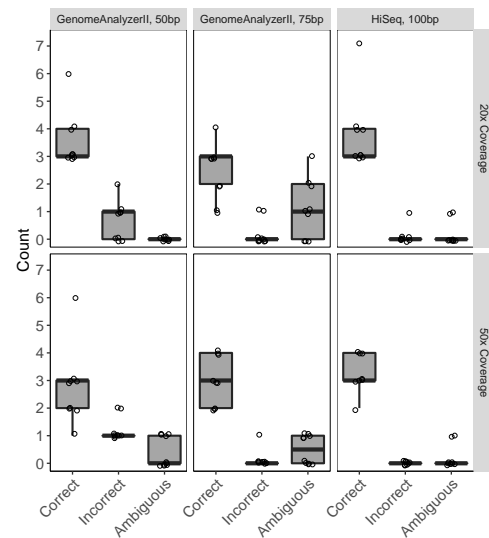 GenomeAnalyzerII, 50bp
GenomeAnalyzerII, 75bp
HiSeq, 100bp
7
6
5
4
3
2
1
0
20x Coverage
7
6
5
4
3
2
1
0
50x Coverage
Count
Correct
Incorrect
Ambiguous
Correct
Incorrect
Ambiguous
Correct
Incorrect
Ambiguous